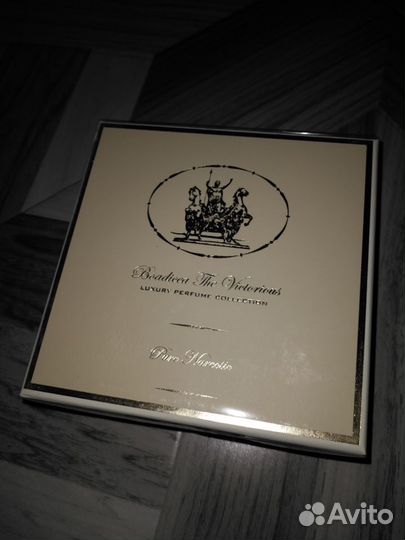 Boadicea The Victorious
LUXURY PERFUME COLLECTION
Pure Narcotic
Avito